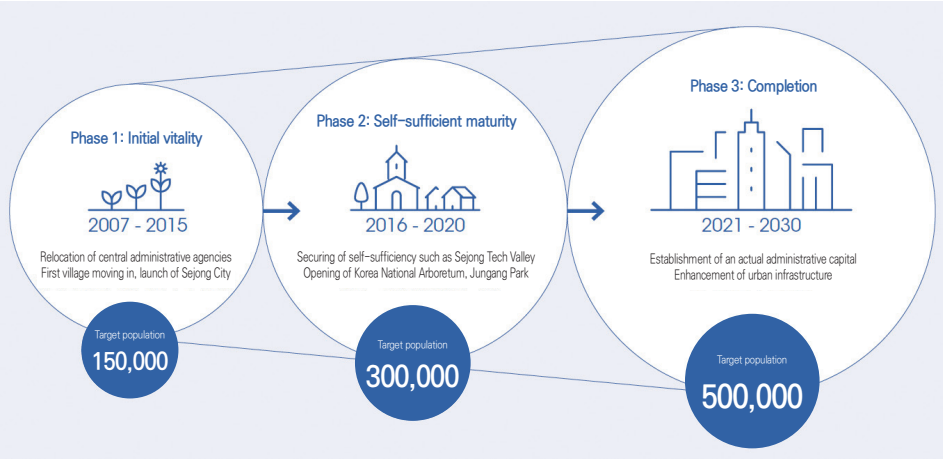 Phase 1: Initial vitality
2007 - 2015
Relocation of central administrative agencies
First village moving in, launch of Sejong City
Target population
150,000
Phase 2: Self-sufficient maturity
2016 - 2020
Securing of self-sufficiency such as Sejong Tech Valley
Opening of Korea National Arboretum, Jungang Park
Target population
300,000
Phase 3: Completion
2021 - 2030
Establishment of an actual administrative capital
Enhancement of urban infrastructure
Target population
500,000